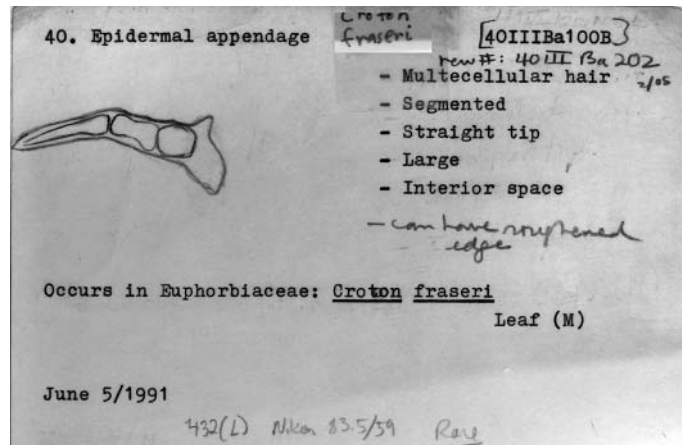 Croton
fraseri
40. Epidermal appendage [40IIIBa100B]
new #: 40 III Ba 202
2/05
- Multecellular hair
- Segmented
- Straight tip
- Large
- Interior space
- can have roughened
edge
Occurs in Euphorbiaceae: Croton fraseri
Leaf (M)
June 5/1991
432(L) Nikon 83.5/59 Rare